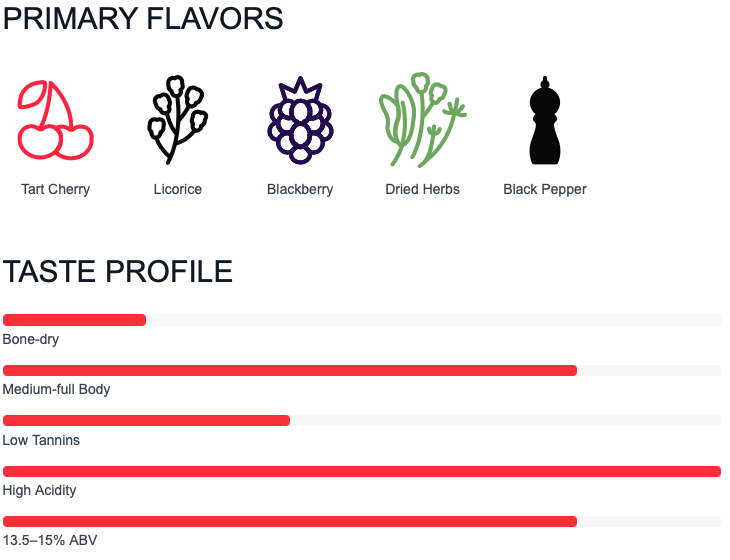 PRIMARY FLAVORS
Tart Cherry
Licorice
Blackberry
Dried Herbs
Black Pepper
TASTE PROFILE
Bone-dry
Medium-full Body
Low Tannins
High Acidity
13.5–15% ABV